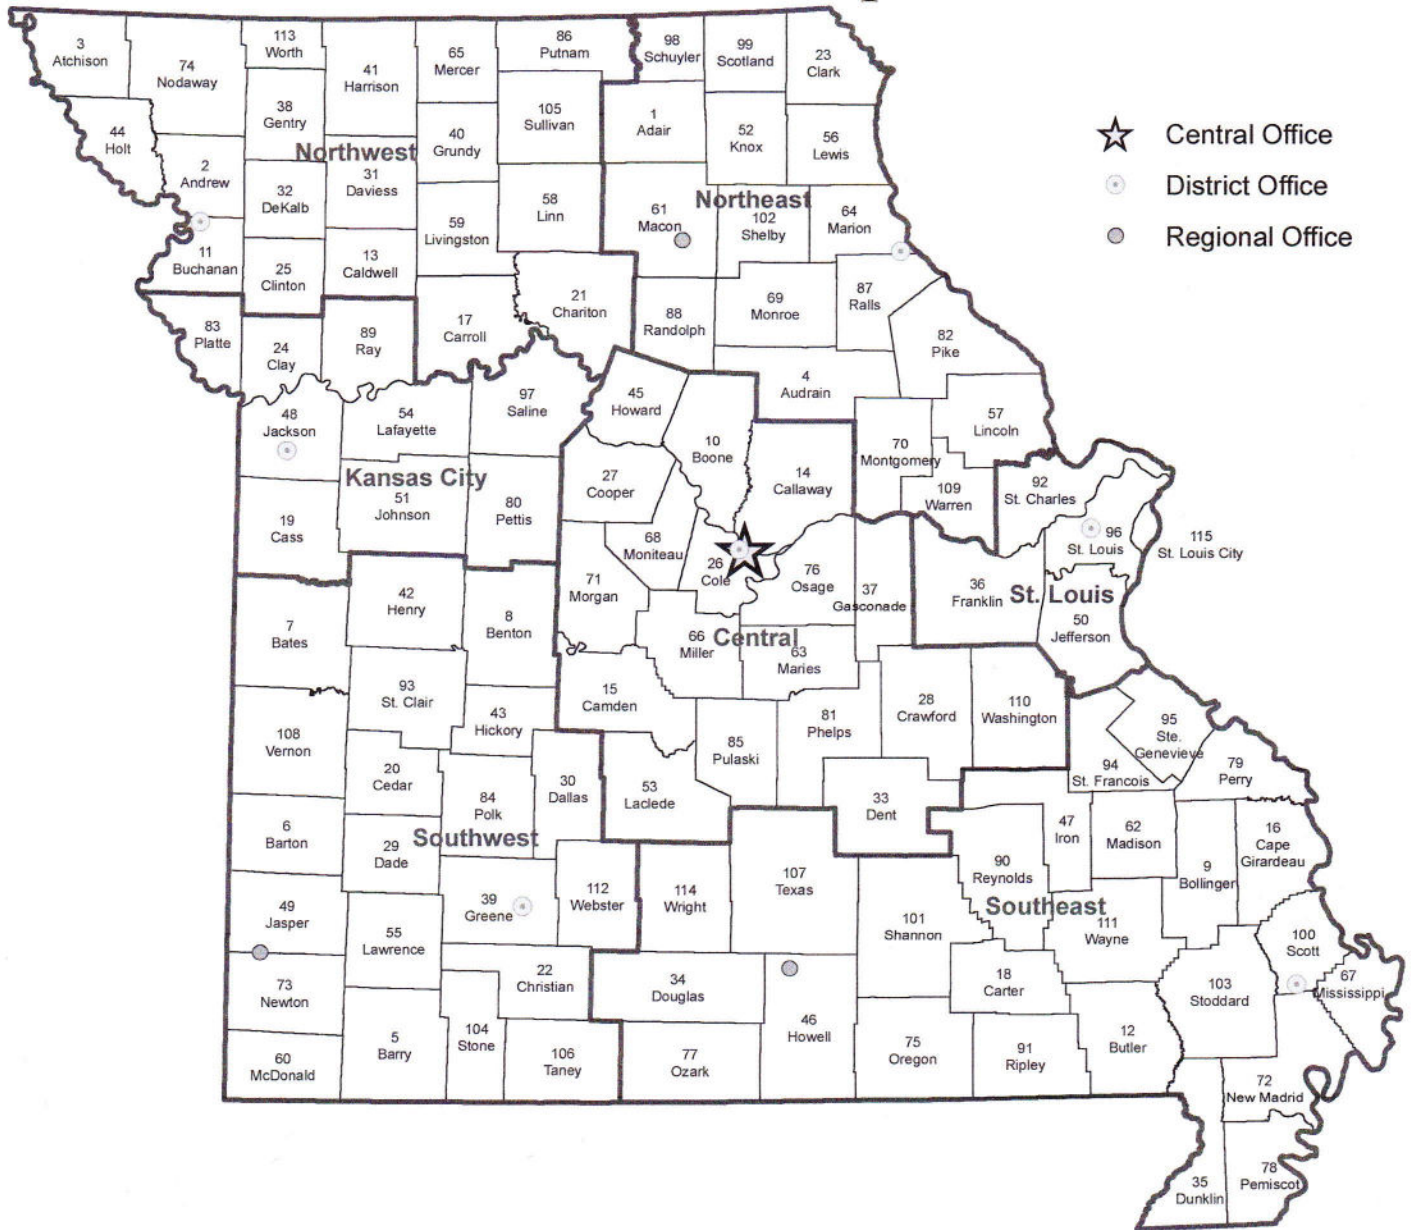 3
Atchison
74
Nodaway
113
Worth
41
Harrison
65
Mercer
86
Putnam
98
Schuyler
99
Scotland
23
Clark
44
Holt
38
Gentry
40
Grundy
105
Sullivan
1
Adair
52
Knox
56
Lewis
Central Office
District Office
Regional Office
Northwest
2
Andrew
32
DeKalb
31
Daviess
59
Livingston
58
Linn
61
Macon
Northeast
102
Shelby
64
Marion
11
Buchanan
25
Clinton
13
Caldwell
17
Carroll
21
Chariton
88
Randolph
69
Monroe
87
Ralls
82
Pike
83
Platte
24
Clay
89
Ray
4
Audrain
48
Jackson
54
Lafayette
97
Saline
45
Howard
10
Boone
14
Callaway
70
Montgomery
57
Lincoln
Kansas City
19
Cass
51
Johnson
80
Pettis
27
Cooper
68
Moniteau
26
Cole
109
Warren
92
St. Charles
96
St. Louis
115
St. Louis City
7
Bates
42
Henry
8
Benton
71
Morgan
76
Osage
37
Gasconade
36
Franklin
St. Louis
50
Jefferson
66
Miller
Central
63
Maries
93
St. Clair
43
Hickory
15
Camden
85
Pulaski
81
Phelps
28
Crawford
110
Washington
95
Ste.
Genevieve
94
St. Francois
79
Perry
108
Vernon
20
Cedar
84
Polk
30
Dallas
53
Laclede
33
Dent
47
Iron
62
Madison
16
Cape
Girardeau
6
Barton
29
Dade
Southwest
107
Texas
90
Reynolds
9
Bollinger
49
Jasper
39
Greene
112
Webster
114
Wright
101
Shannon
Southeast
111
Wayne
100
Scott
55
Lawrence
73
Newton
22
Christian
34
Douglas
46
Howell
18
Carter
103
Stoddard
67
Mississippi
60
McDonald
5
Barry
104
Stone
106
Taney
77
Ozark
75
Oregon
91
Ripley
12
Butler
72
New Madrid
35
Dunklin
78
Pemiscot